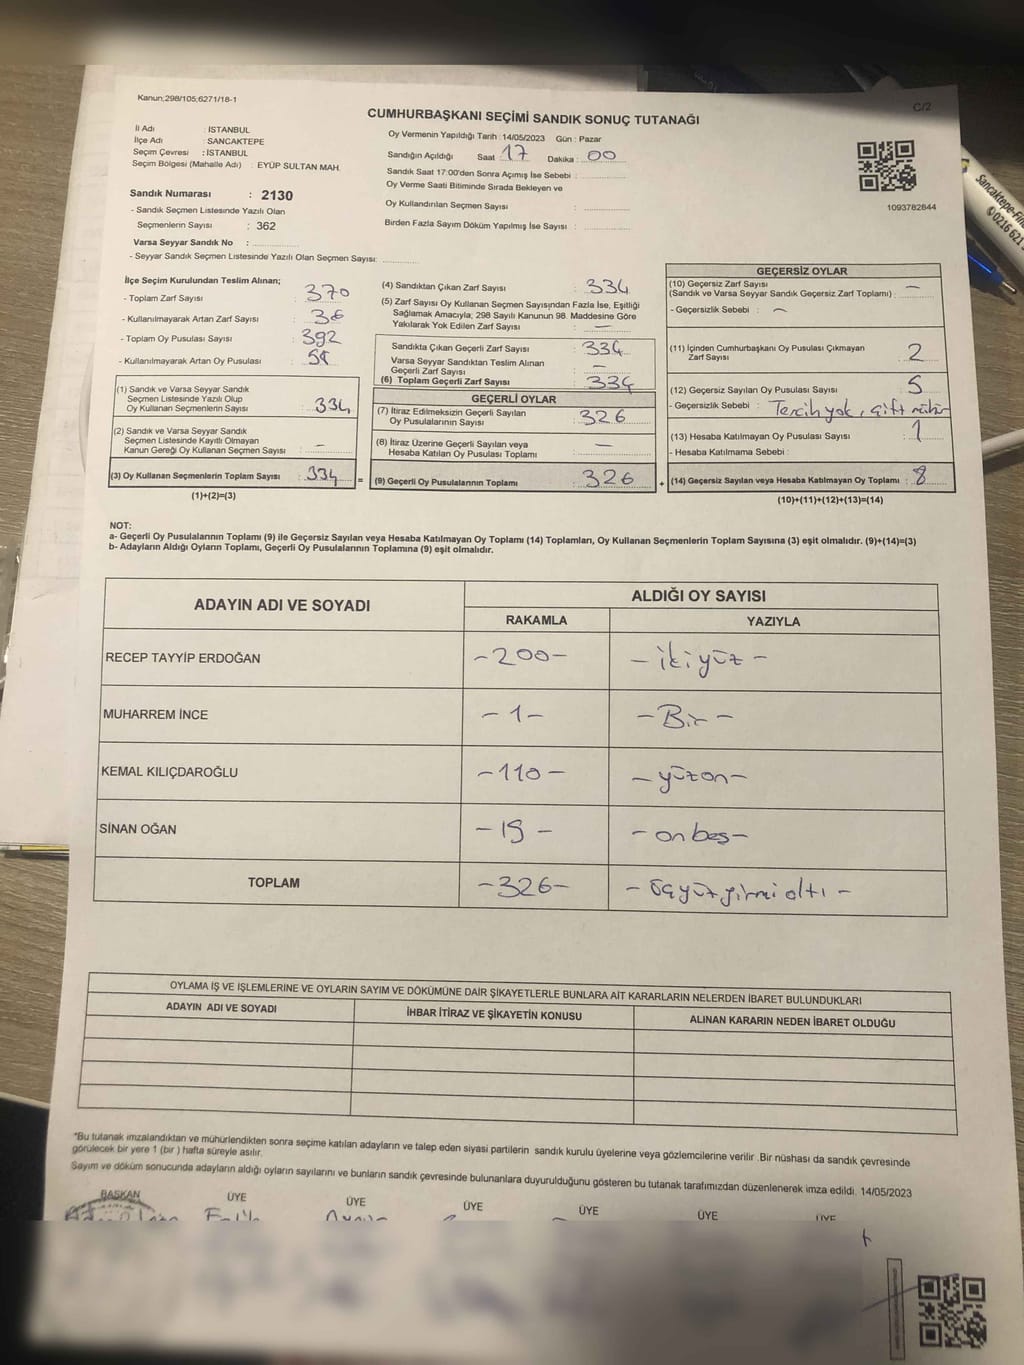 Kanun;298/105;6271/18-1
C/2
CUMHURBAŞKANI SEÇİMİ SANDIK SONUÇ TUTANAĞI
İl Adı : İSTANBUL
İlçe Adı : SANCAKTEPE
Seçim Çevresi : İSTANBUL
Seçim Bölgesi (Mahalle Adı) : EYÜP SULTAN MAH.
Sandık Numarası : 2130
- Sandık Seçmen Listesinde Yazılı Olan
Seçmenlerin Sayısı : 362
Varsa Seyyar Sandık No :
- Seyyar Sandık Seçmen Listesinde Yazılı Olan Seçmen Sayısı:
Oy Vermenin Yapıldığı Tarih : 14/05/2023 Gün : Pazar
Sandığın Açıldığı Saat : 17 Dakika : 00
Sandık Saat 17:00'den Sonra Açımış İse Sebebi :
Oy Verme Saati Bitiminde Sırada Bekleyen ve
Oy Kullandırılan Seçmen Sayısı :
Birden Fazla Sayım Döküm Yapılmış İse Sayısı :
1093782844
Sancaktepe-
0216 621
İlçe Seçim Kurulundan Teslim Alınan;
- Toplam Zarf Sayısı : 370
- Kullanılmayarak Artan Zarf Sayısı : 36
- Toplam Oy Pusulası Sayısı : 392
- Kullanılmayarak Artan Oy Pusulası :
(1) Sandık ve Varsa Seyyar Sandık
Seçmen Listesinde Yazılı Olup
Oy Kullanan Seçmenlerin Sayısı : 334
(2) Sandık ve Varsa Seyyar Sandık
Seçmen Listesinde Kayıtlı Olmayan
Kanun Gereği Oy Kullanan Seçmen Sayısı : —
(3) Oy Kullanan Seçmenlerin Toplam Sayısı : 334 =
(1)+(2)=(3)
(4) Sandıktan Çıkan Zarf Sayısı : 334
(5) Zarf Sayısı Oy Kullanan Seçmen Sayısından Fazla İse, Eşitliği
Sağlamak Amacıyla; 298 Sayılı Kanunun 98. Maddesine Göre
Yakılarak Yok Edilen Zarf Sayısı : —
Sandıkta Çıkan Geçerli Zarf Sayısı : 334
Varsa Seyyar Sandıktan Teslim Alınan
Geçerli Zarf Sayısı : —
(6) Toplam Geçerli Zarf Sayısı : 334
GEÇERLİ OYLAR
(7) İtiraz Edilmeksizin Geçerli Sayılan
Oy Pusulalarının Sayısı : 326
(8) İtiraz Üzerine Geçerli Sayılan veya
Hesaba Katılan Oy Pusulası Toplamı : —
(9) Geçerli Oy Pusulalarının Toplamı : 326 +
GEÇERSİZ OYLAR
(10) Geçersiz Zarf Sayısı
(Sandık ve Varsa Seyyar Sandık Geçersiz Zarf Toplamı) : —
- Geçersizlik Sebebi : —
(11) İçinden Cumhurbaşkanı Oy Pusulası Çıkmayan
Zarf Sayısı : 2
(12) Geçersiz Sayılan Oy Pusulası Sayısı : 5
- Geçersizlik Sebebi : Tercih yok, çift mühür
(13) Hesaba Katılmayan Oy Pusulası Sayısı : 1
- Hesaba Katılmama Sebebi :
(14) Geçersiz Sayılan veya Hesaba Katılmayan Oy Toplamı : 8
(10)+(11)+(12)+(13)=(14)
NOT:
a- Geçerli Oy Pusulalarının Toplamı (9) ile Geçersiz Sayılan veya Hesaba Katılmayan Oy Toplamı (14) Toplamları, Oy Kullanan Seçmenlerin Toplam Sayısına (3) eşit olmalıdır. (9)+(14)=(3)
b- Adayların Aldığı Oyların Toplamı, Geçerli Oy Pusulalarının Toplamına (9) eşit olmalıdır.
ADAYIN ADI VE SOYADI
ALDIĞI OY SAYISI
RAKAMLA YAZIYLA
RECEP TAYYİP ERDOĞAN -200- -iki yüz-
MUHARREM İNCE -1- -Bir-
KEMAL KILIÇDAROĞLU -110- -yüzon-
SİNAN OĞAN -15- -onbeş-
TOPLAM -326- -üçyüzyirmialtı-
OYLAMA İŞ VE İŞLEMLERİNE VE OYLARIN SAYIM VE DÖKÜMÜNE DAİR ŞİKAYETLERLE BUNLARA AİT KARARLARIN NELERDEN İBARET BULUNDUKLARI
ADAYIN ADI VE SOYADI İHBAR İTİRAZ VE ŞİKAYETİN KONUSU ALINAN KARARIN NEDEN İBARET OLDUĞU
*Bu tutanak imzalandıktan ve mühürlendikten sonra seçime katılan adayların ve talep eden siyasi partilerin sandık kurulu üyelerine veya gözlemcilerine verilir .Bir nüshası da sandık çevresinde
görülecek bir yere 1 (bir ) hafta süreyle asılır.
Sayım ve döküm sonucunda adayların aldığı oyların sayılarını ve bunların sandık çevresinde bulunanlara duyurulduğunu gösteren bu tutanak tarafımızdan düzenlenerek imza edildi. 14/05/2023
BAŞKAN ÜYE ÜYE ÜYE ÜYE ÜYE ÜYE